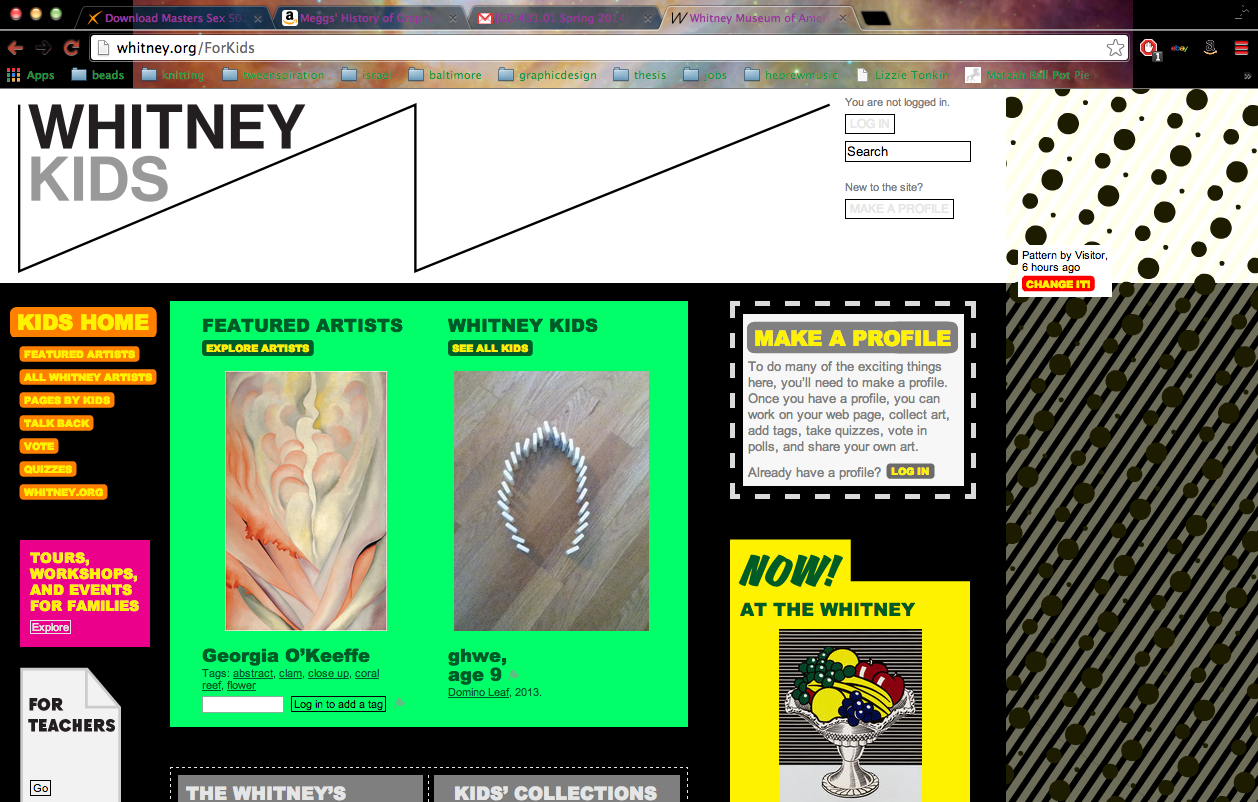 Download Masters Sex S0
Meggs' History of Grap
01 Spring 2014
Whitney Museum of Amer
whitney.org/ForKids
ebay
1
Apps
beads
knitting
tweenspiration
israel
baltimore
graphicdesign
thesis
jobs
hebrewmusic
Lizzie Tonkin
Matzah Ball Pot Pie
WHITNEY
KIDS
You are not logged in.
LOG IN
Search
New to the site?
MAKE A PROFILE
Pattern by Visitor,
6 hours ago
CHANGE IT!
KIDS HOME
FEATURED ARTISTS
ALL WHITNEY ARTISTS
PAGES BY KIDS
TALK BACK
VOTE
QUIZZES
WHITNEY.ORG
TOURS,
WORKSHOPS,
AND EVENTS
FOR FAMILIES
Explore
FOR
TEACHERS
Go
FEATURED ARTISTS
EXPLORE ARTISTS
Georgia O'Keeffe
Tags: abstract, clam, close up, coral
reef, flower
Log in to add a tag
WHITNEY KIDS
SEE ALL KIDS
ghwe,
age 9
Domino Leaf, 2013.
MAKE A PROFILE
To do many of the exciting things
here, you'll need to make a profile.
Once you have a profile, you can
work on your web page, collect art,
add tags, take quizzes, vote in
polls, and share your own art.
Already have a profile? LOG IN
NOW!
AT THE WHITNEY
THE WHITNEY'S
KIDS' COLLECTIONS